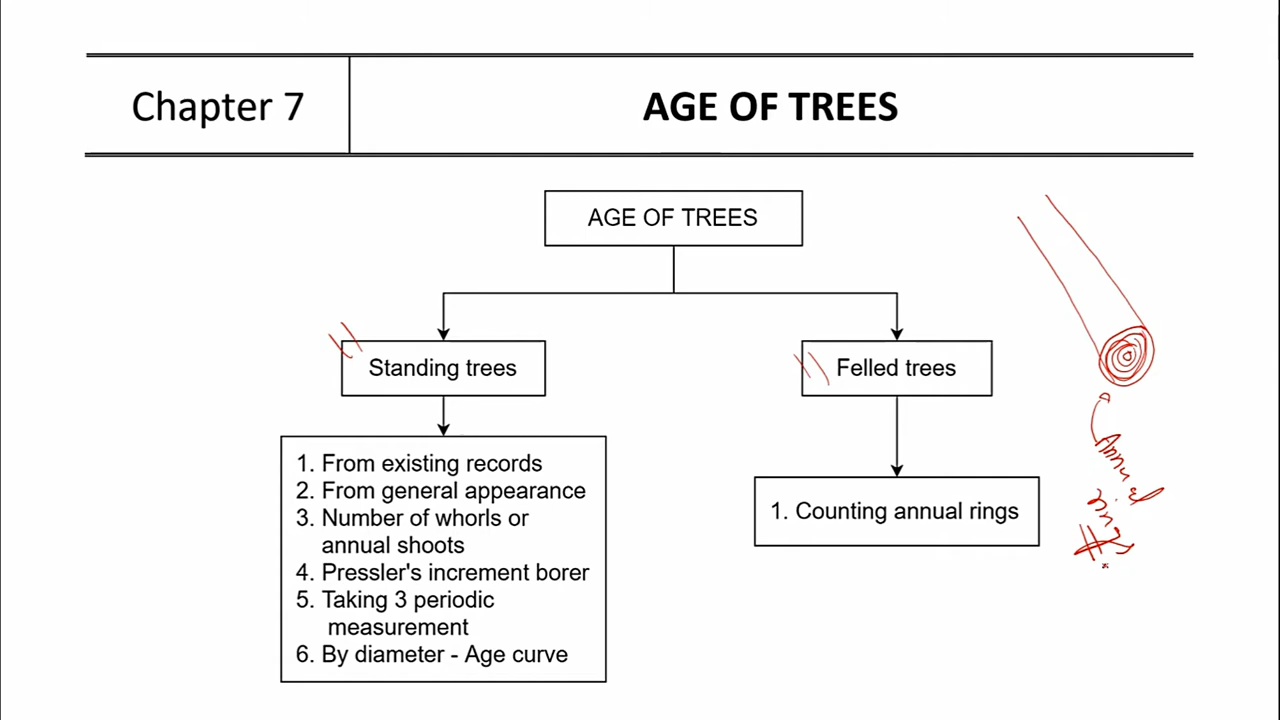 Chapter 7
AGE OF TREES
AGE OF TREES
Standing trees
Felled trees
1. From existing records
2. From general appearance
3. Number of whorls or
annual shoots
4. Pressler's increment borer
5. Taking 3 periodic
measurement
6. By diameter - Age curve
1. Counting annual rings
Annual
rings